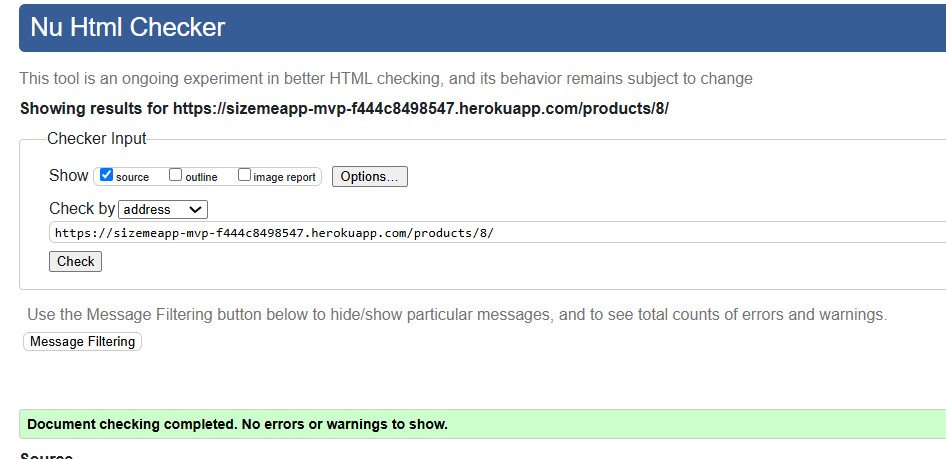 Nu Html Checker
This tool is an ongoing experiment in better HTML checking, and its behavior remains subject to change
Showing results for https://sizemeapp-mvp-f444c8498547.herokuapp.com/products/8/
Checker Input
Show source outline image report Options...
Check by address
https://sizemeapp-mvp-f444c8498547.herokuapp.com/products/8/
Check
Use the Message Filtering button below to hide/show particular messages, and to see total counts of errors and warnings.
Message Filtering
Document checking completed. No errors or warnings to show.
Source